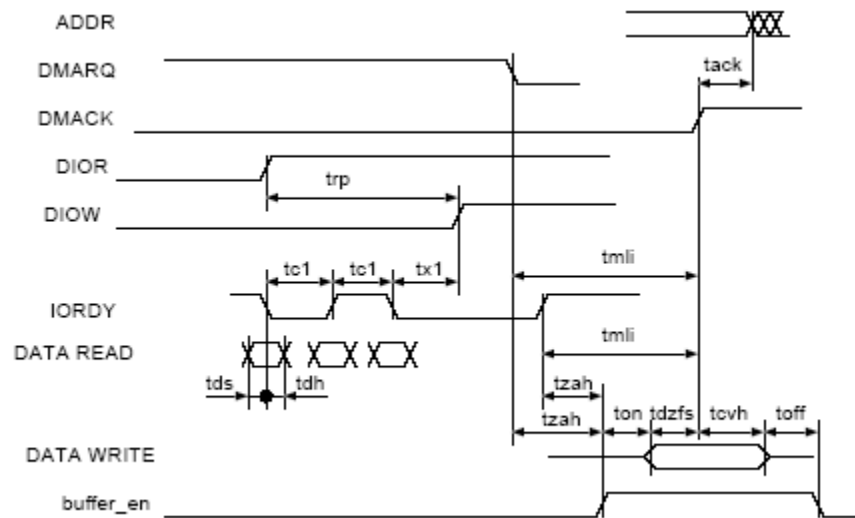 ADDR
DMARQ
tack
DMACK
DIOR
trp
DIOW
tc1 tc1 tx1
tmli
IORDY
DATA READ
tmli
tds tdh
tzah
tzah ton tdzfs tcvh toff
DATA WRITE
buffer_en